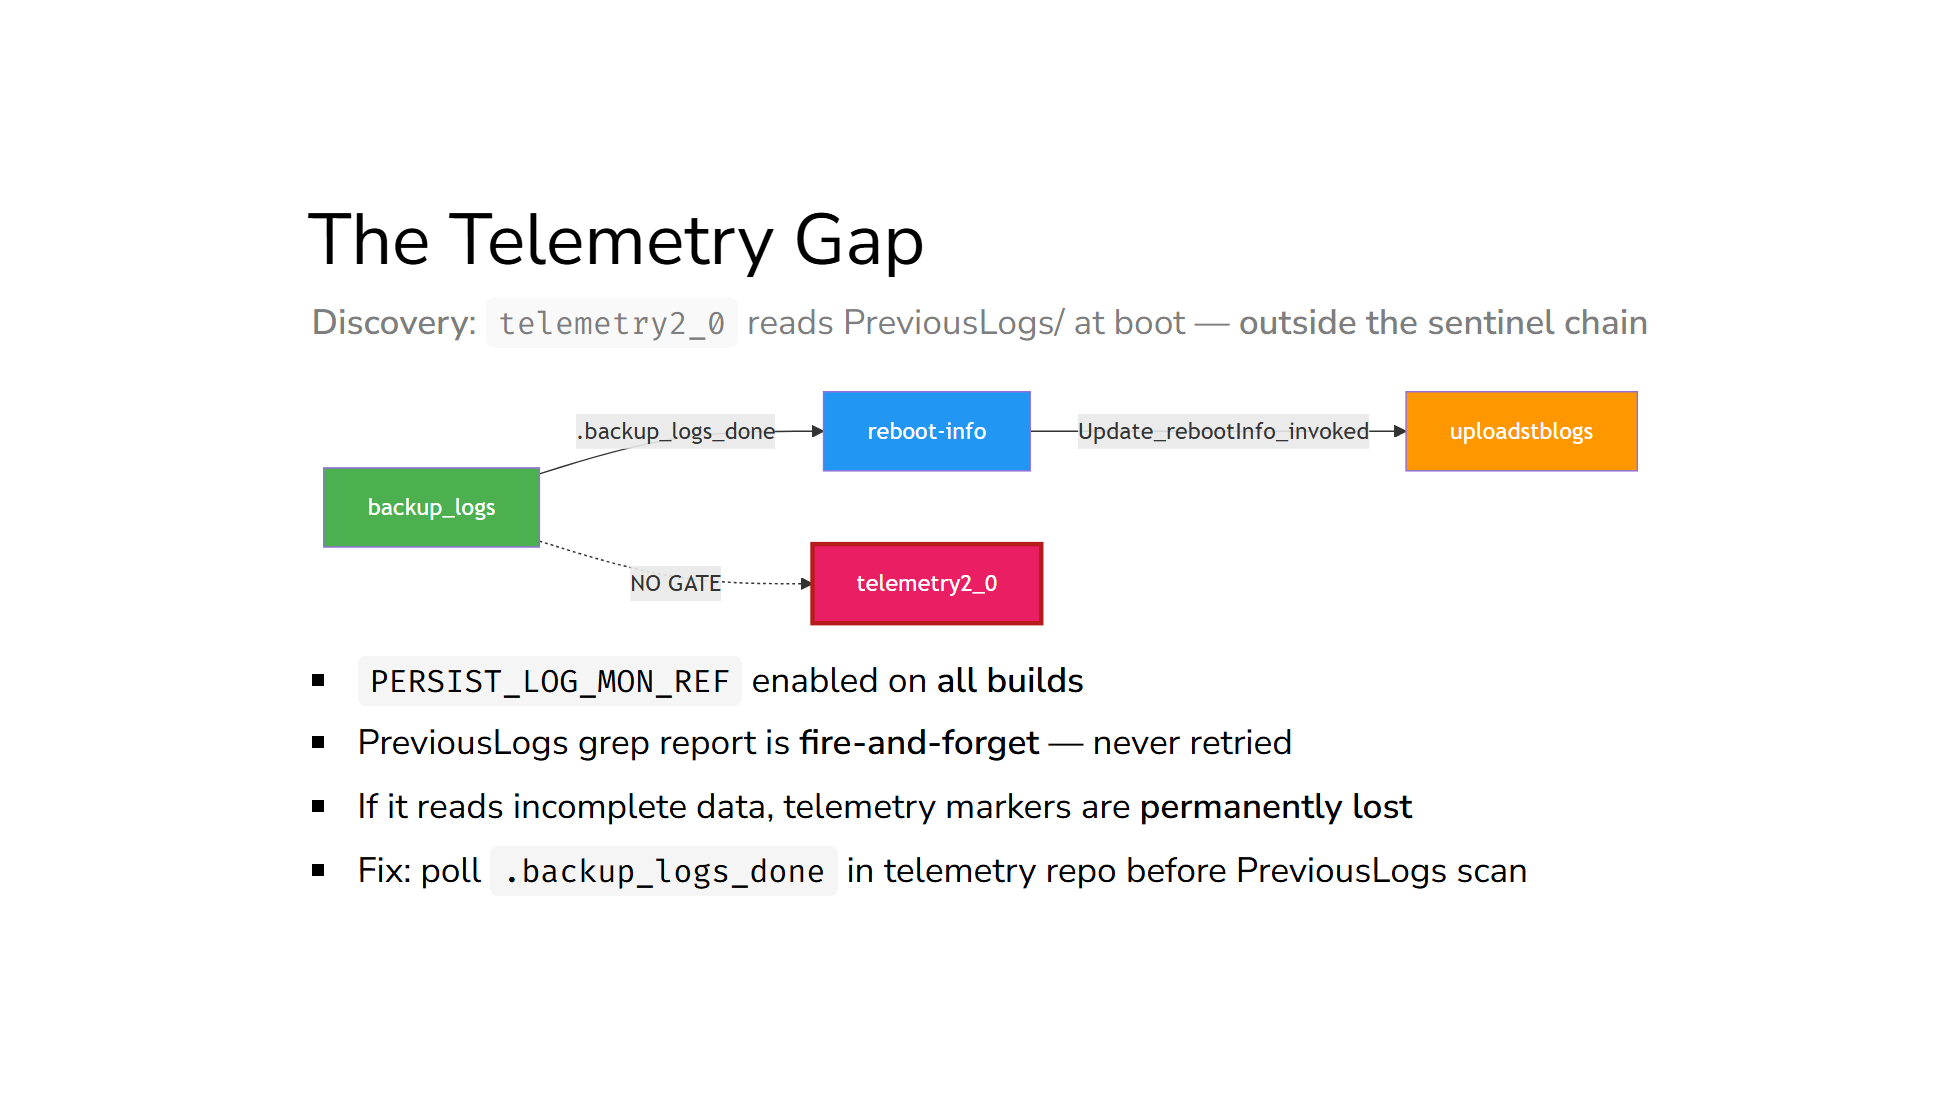 The Telemetry Gap
Discovery: telemetry2_0 reads PreviousLogs/ at boot — outside the sentinel chain
.backup_logs_done
reboot-info
Update_rebootInfo_invoked
uploadstblogs
backup_logs
NO GATE
telemetry2_0
▪ PERSIST_LOG_MON_REF enabled on all builds
▪ PreviousLogs grep report is fire-and-forget — never retried
▪ If it reads incomplete data, telemetry markers are permanently lost
▪ Fix: poll .backup_logs_done in telemetry repo before PreviousLogs scan